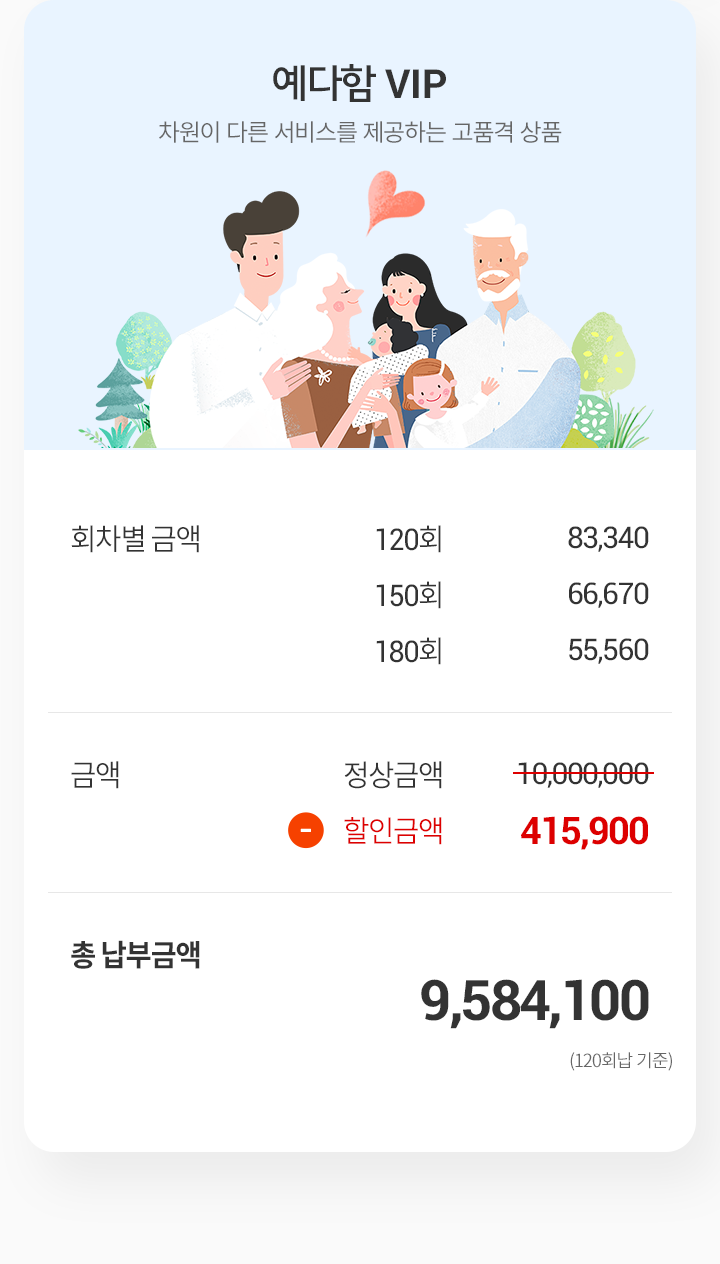 예다함 VIP
차원이 다른 서비스를 제공하는 고품격 상품
회차별 금액 120회 83,340
150회 66,670
180회 55,560
금액 정상금액 10,000,000
- 할인금액 415,900
총 납부금액
9,584,100
(120회납 기준)